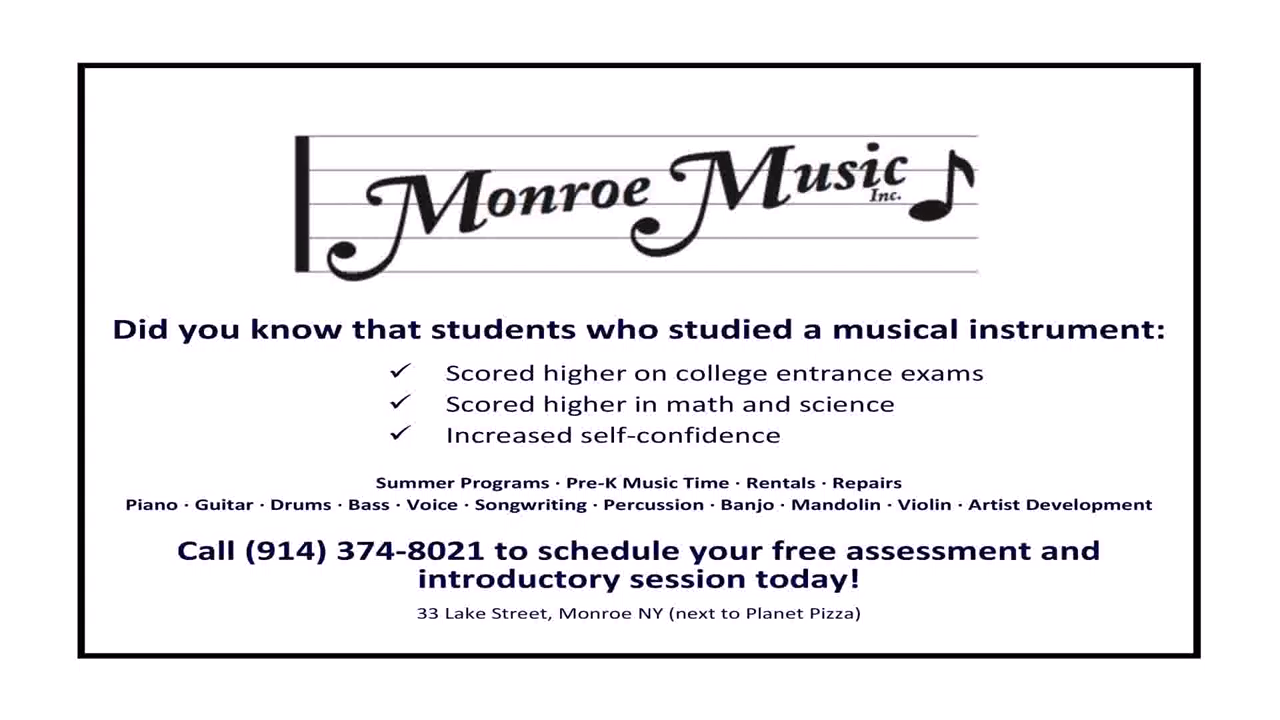 Monroe Music Inc.
Did you know that students who studied a musical instrument:
✓ Scored higher on college entrance exams
✓ Scored higher in math and science
✓ Increased self-confidence
Summer Programs · Pre-K Music Time · Rentals · Repairs
Piano · Guitar · Drums · Bass · Voice · Songwriting · Percussion · Banjo · Mandolin · Violin · Artist Development
Call (914) 374-8021 to schedule your free assessment and
introductory session today!
33 Lake Street, Monroe NY (next to Planet Pizza)